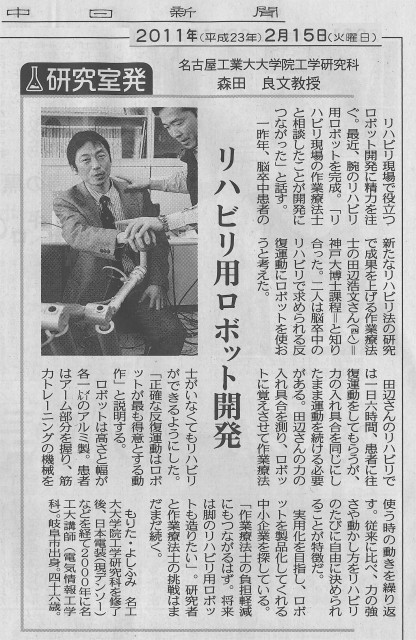 中日新聞
2011年(平成23年)2月15日(火曜日)
研究室発
名古屋工業大大学院工学研究科
森田　良文教授
リハビリ用ロボット開発
リハビリ現場で役立つ
ロボット開発に精力を注
ぐ。最近、腕のリハビリ
用ロボットを完成。「リ
ハビリ現場の作業療法士
と相談したことが開発に
つながった」と話す。
一昨年、脳卒中患者の
新たなリハビリ法の研究
で成果を上げる作業療法
士の田辺浩文さん＝
神戸大博士課程＝と知り
合った。二人は脳卒中の
リハビリで求められる反
復運動にロボットを使お
うと考えた。
田辺さんのリハビリで
は一日六時間、患者に往
復運動をしてもらうが、
力の入れ具合を同じにし
たまま運動を続ける必要
がある。田辺さんの力の
入れ具合を測り、ロボッ
トに覚えさせて作業療法
士がいなくてもリハビリ
ができるようにした。
「正確な反復運動はロボ
ットが最も得意とする動
作」と説明する。
ロボットは高さと幅が
各一㍍のアルミ製。患者
はアーム部分を握り、筋
力トレーニングの機械を
使う時の動きを繰り返
す。従来に比べ、力の強
さや動かし方をリハビリ
のたびに自由に決められ
ることが特徴だ。
実用化を目指し、ロボ
ットを製品化してくれる
中小企業を探している。
「作業療法士の負担軽減
にもつながるはず。将来
は脚のリハビリ用ロボッ
トも造りたい」。研究者
と作業療法士の挑戦はま
だまだ続く。
もりた・よしふみ　名工
大大学院工学研究科を修了
後、日本電装(現デンソー)
などを経て2000年に名
工大講師(電気情報工学
科)。岐阜市出身。四十六歳。